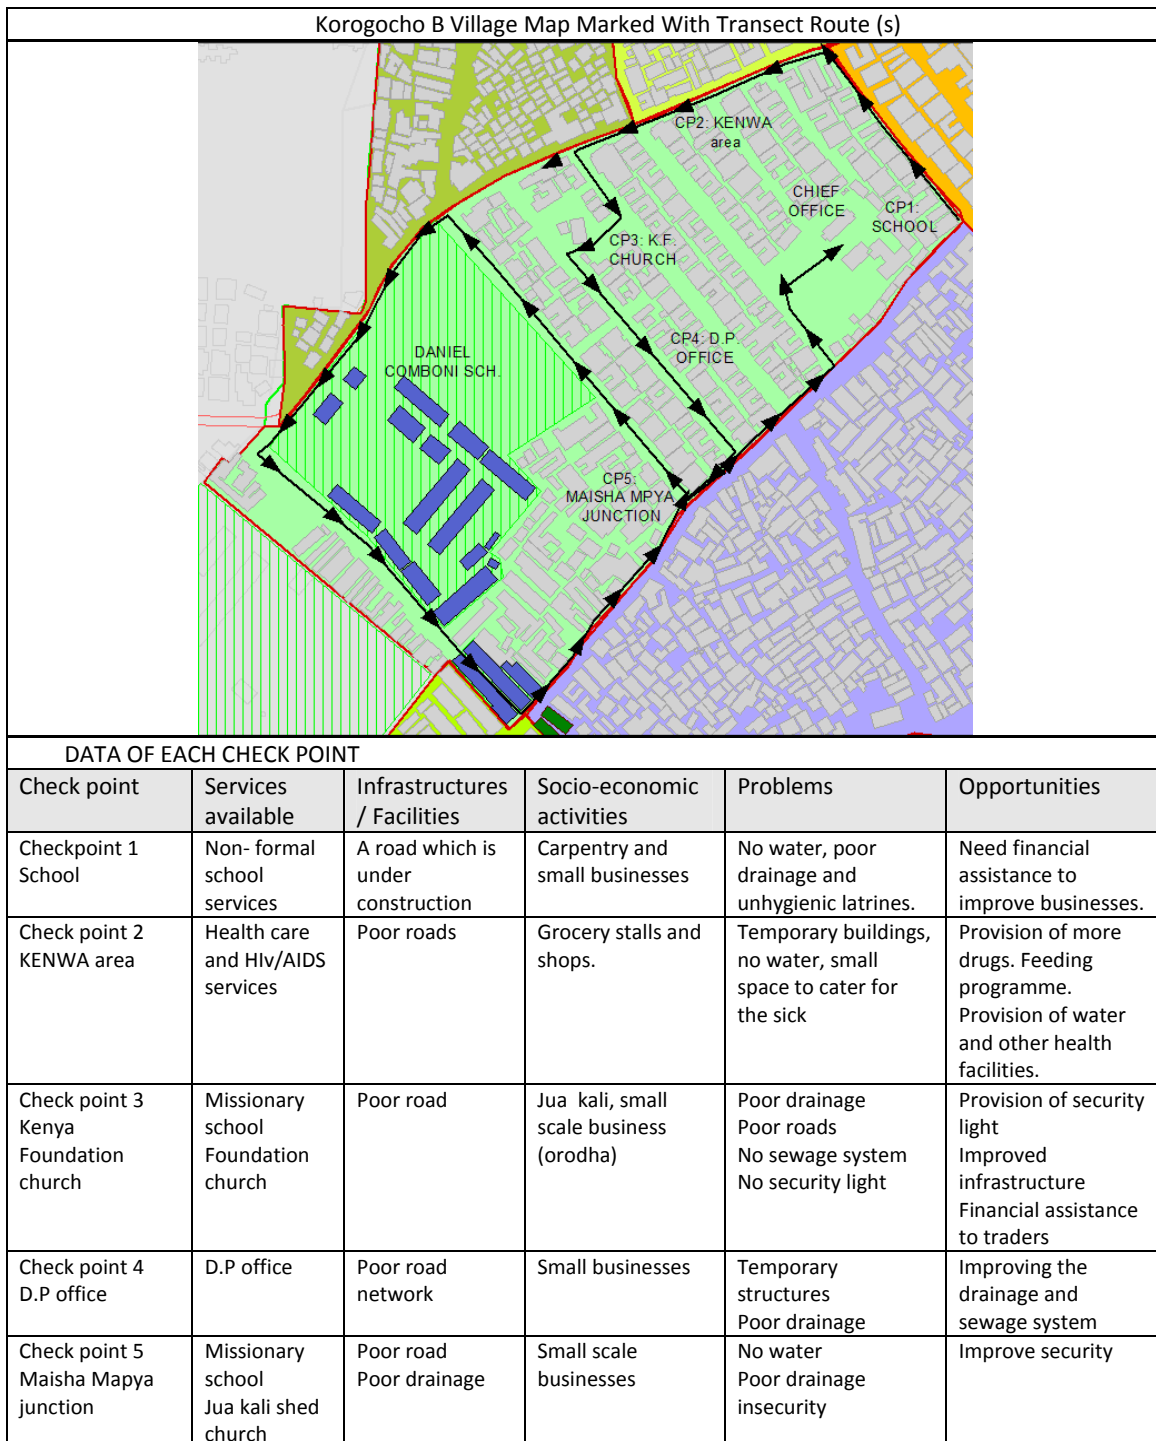 Korogocho B Village Map Marked With Transect Route (s)
CP2: KENWA
area
CHIEF
OFFICE
CP1:
SCHOOL
CP3: K.F.
CHURCH
CP4: D.P.
OFFICE
DANIEL
COMBONI SCH.
CP5:
MAISHA MPYA
JUNCTION
DATA OF EACH CHECK POINT
Check point
Services
available
Infrastructures
/ Facilities
Socio-economic
activities
Problems
Opportunities
Checkpoint 1
School
Non- formal
school
services
A road which is
under
construction
Carpentry and
small businesses
No water, poor
drainage and
unhygienic latrines.
Need financial
assistance to
improve businesses.
Check point 2
KENWA area
Health care
and HIv/AIDS
services
Poor roads
Grocery stalls and
shops.
Temporary buildings,
no water, small
space to cater for
the sick
Provision of more
drugs. Feeding
programme.
Provision of water
and other health
facilities.
Check point 3
Kenya
Foundation
church
Missionary
school
Foundation
church
Poor road
Jua kali, small
scale business
(orodha)
Poor drainage
Poor roads
No sewage system
No security light
Provision of security
light
Improved
infrastructure
Financial assistance
to traders
Check point 4
D.P office
D.P office
Poor road
network
Small businesses
Temporary
structures
Poor drainage
Improving the
drainage and
sewage system
Check point 5
Maisha Mapya
junction
Missionary
school
Jua kali shed
church
Poor road
Poor drainage
Small scale
businesses
No water
Poor drainage
insecurity
Improve security